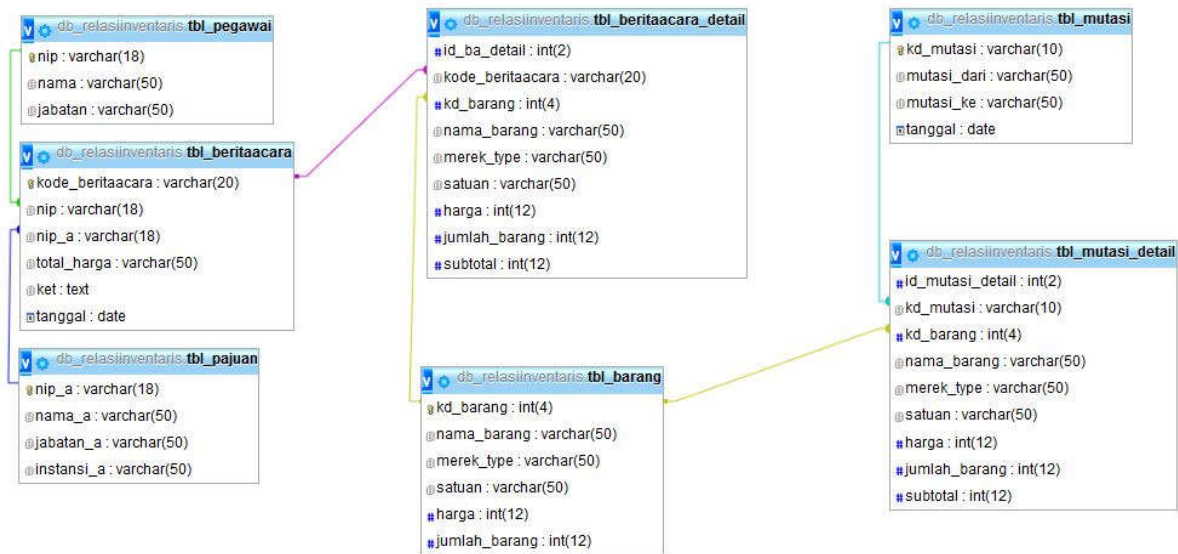 db_relasiinventaris.tbl_pegawai
nip : varchar(18)
nama : varchar(50)
jabatan : varchar(50)
db_relasiinventaris.tbl_beritaacara
kode_beritaacara : varchar(20)
nip : varchar(18)
nip_a : varchar(18)
total_harga : varchar(50)
ket : text
tanggal : date
db_relasiinventaris.tbl_pajuan
nip_a : varchar(18)
nama_a : varchar(50)
jabatan_a : varchar(50)
instansi_a : varchar(50)
db_relasiinventaris.tbl_beritaacara_detail
id_ba_detail : int(2)
kode_beritaacara : varchar(20)
kd_barang : int(4)
nama_barang : varchar(50)
merek_type : varchar(50)
satuan : varchar(50)
harga : int(12)
jumlah_barang : int(12)
subtotal : int(12)
db_relasiinventaris.tbl_barang
kd_barang : int(4)
nama_barang : varchar(50)
merek_type : varchar(50)
satuan : varchar(50)
harga : int(12)
jumlah_barang : int(12)
db_relasiinventaris.tbl_mutasi
kd_mutasi : varchar(10)
mutasi_dari : varchar(50)
mutasi_ke : varchar(50)
tanggal : date
db_relasiinventaris.tbl_mutasi_detail
id_mutasi_detail : int(2)
kd_mutasi : varchar(10)
kd_barang : int(4)
nama_barang : varchar(50)
merek_type : varchar(50)
satuan : varchar(50)
harga : int(12)
jumlah_barang : int(12)
subtotal : int(12)